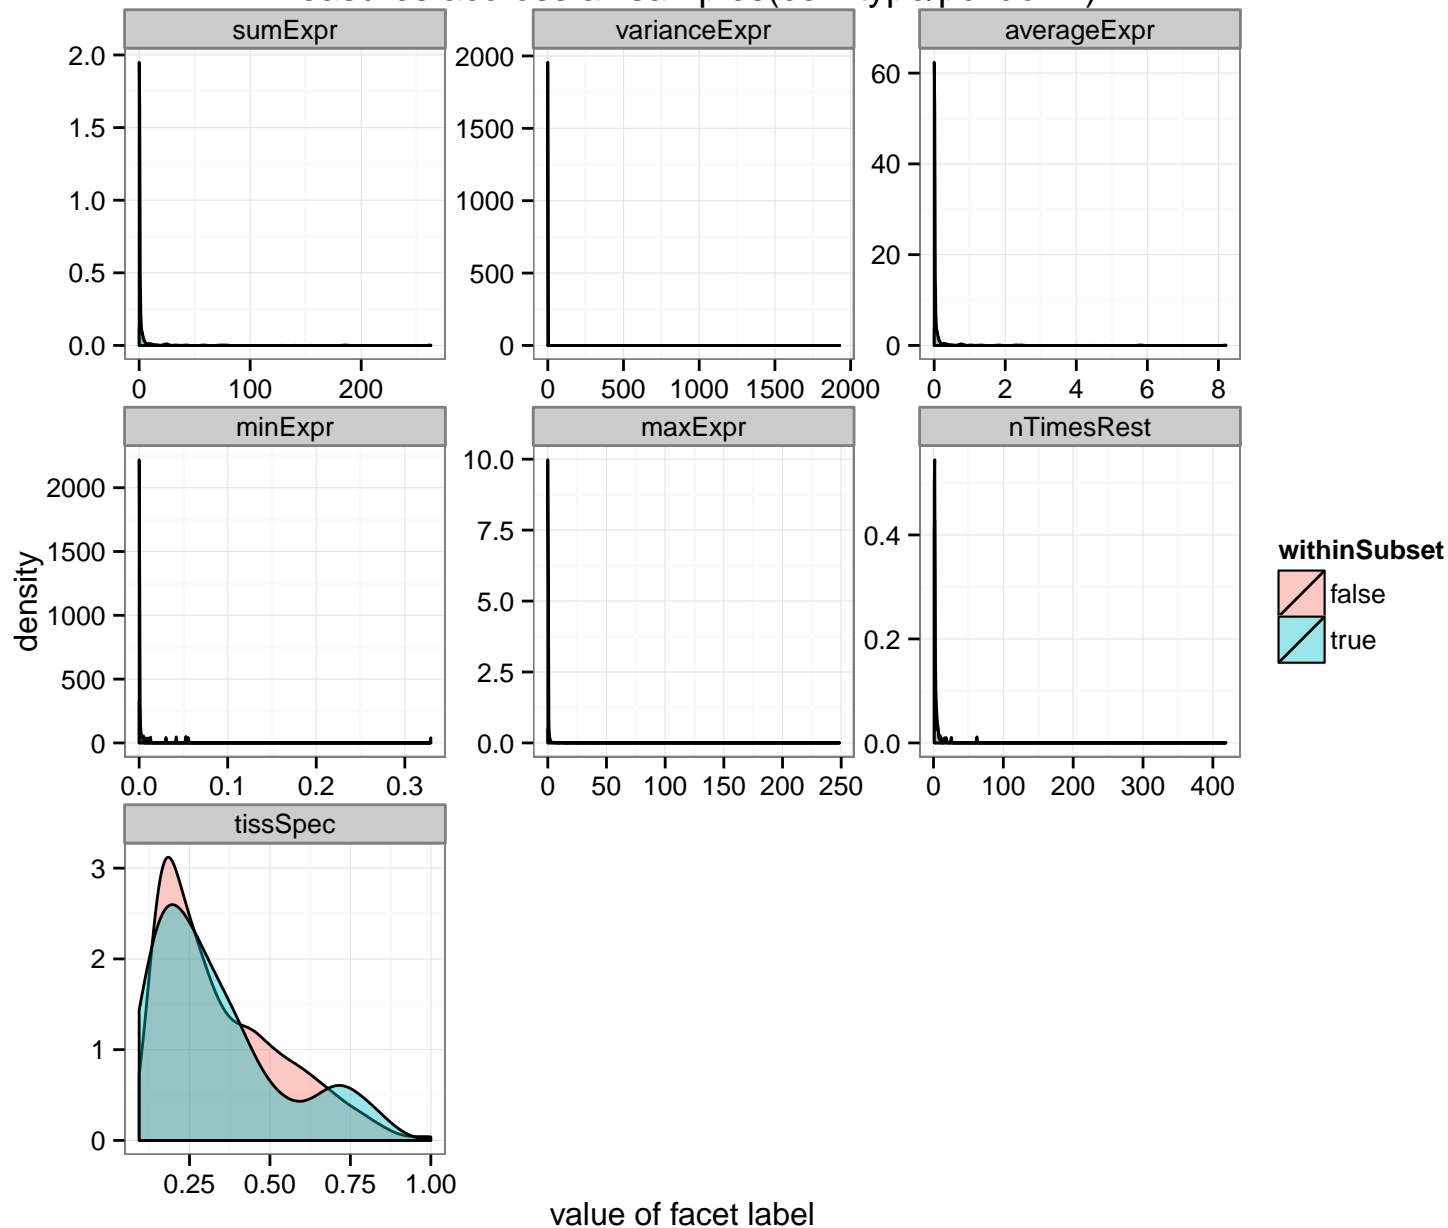 sumExpr varianceExpr averageExpr
2.0
1.5
1.0
0.5
0.0
0 100 200
2000
1500
1000
500
0
0 500 1000 1500 2000
60
40
20
0
0 2 4 6 8
minExpr maxExpr nTimesRest
2000
1500
1000
500
0
0.0 0.1 0.2 0.3
10.0
7.5
5.0
2.5
0.0
0 50 100 150 200 250
0.4
0.2
0.0
0 100 200 300 400
density
withinSubset
false
true
tissSpec
3
2
1
0
0.25 0.50 0.75 1.00
value of facet label